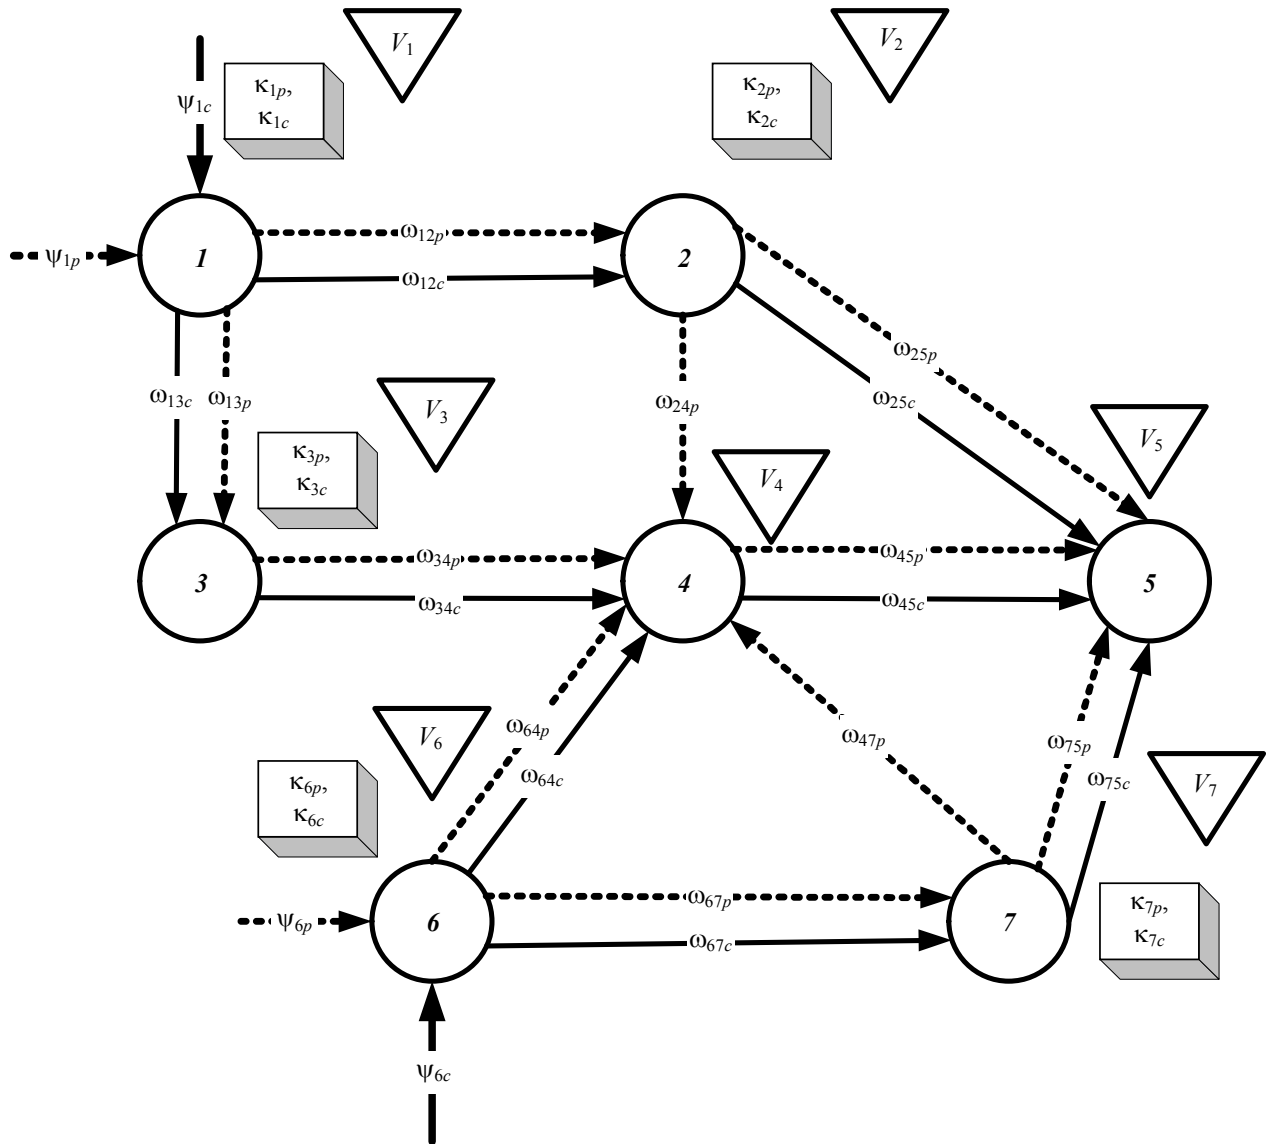 V₁
V₂
κ₁ₚ,
κ₁c
κ₂ₚ,
κ₂c
ψ₁c
ω₁₂ₚ
1
2
ψ₁ₚ
ω₁₂c
ω₂₅ₚ
ω₁₃c
ω₁₃ₚ
V₃
ω₂₄ₚ
ω₂₅c
V₅
κ₃ₚ,
κ₃c
V₄
ω₃₄ₚ
ω₄₅ₚ
3
4
5
ω₃₄c
ω₄₅c
V₆
ω₆₄ₚ
ω₄₇ₚ
ω₇₅ₚ
κ₆ₚ,
κ₆c
ω₆₄c
ω₇₅c
V₇
ω₆₇ₚ
κ₇ₚ,
κ₇c
ψ₆ₚ
6
7
ω₆₇c
ψ₆c